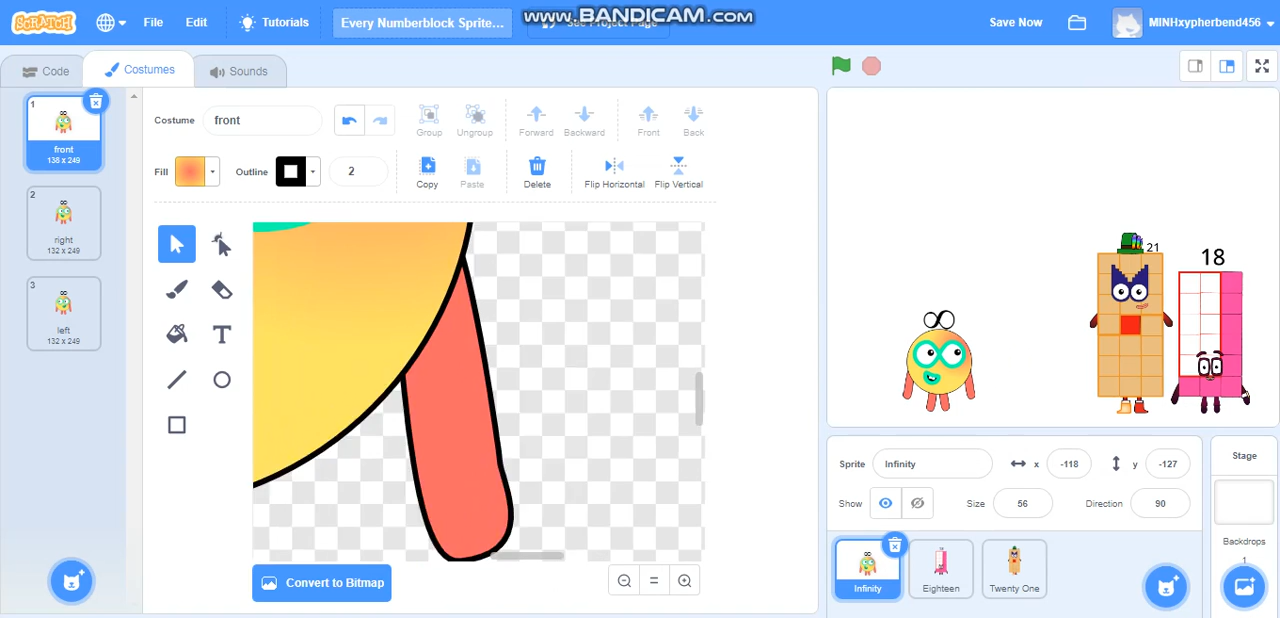 SCRATCH
File
Edit
Tutorials
Every Numberblock Sprite...
See Project Page
www.BANDICAM.com
Save Now
MINHxypherbend456
Code
Costumes
Sounds
1
front
138 x 249
2
right
132 x 249
3
left
132 x 249
Costume
front
Group
Ungroup
Forward
Backward
Front
Back
Fill
Outline
2
Copy
Paste
Delete
Flip Horizontal
Flip Vertical
T
Convert to Bitmap
∞
21
18
Sprite
Infinity
x
-118
y
-127
Show
Size
56
Direction
90
Infinity
Eighteen
Twenty One
Stage
Backdrops
1